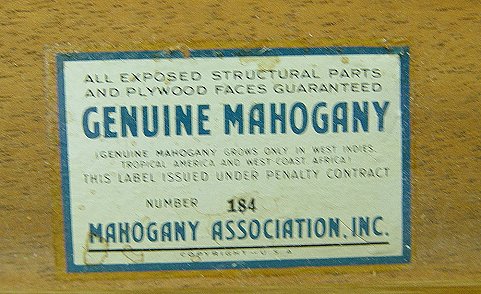 ALL EXPOSED STRUCTURAL PARTS
AND PLYWOOD FACES GUARANTEED
GENUINE MAHOGANY
(GENUINE MAHOGANY GROWS ONLY IN WEST INDIES,
TROPICAL AMERICA AND WEST COAST AFRICA)
THIS LABEL ISSUED UNDER PENALTY CONTRACT
NUMBER 184
MAHOGANY ASSOCIATION, INC.
COPYRIGHT-U.S.A.